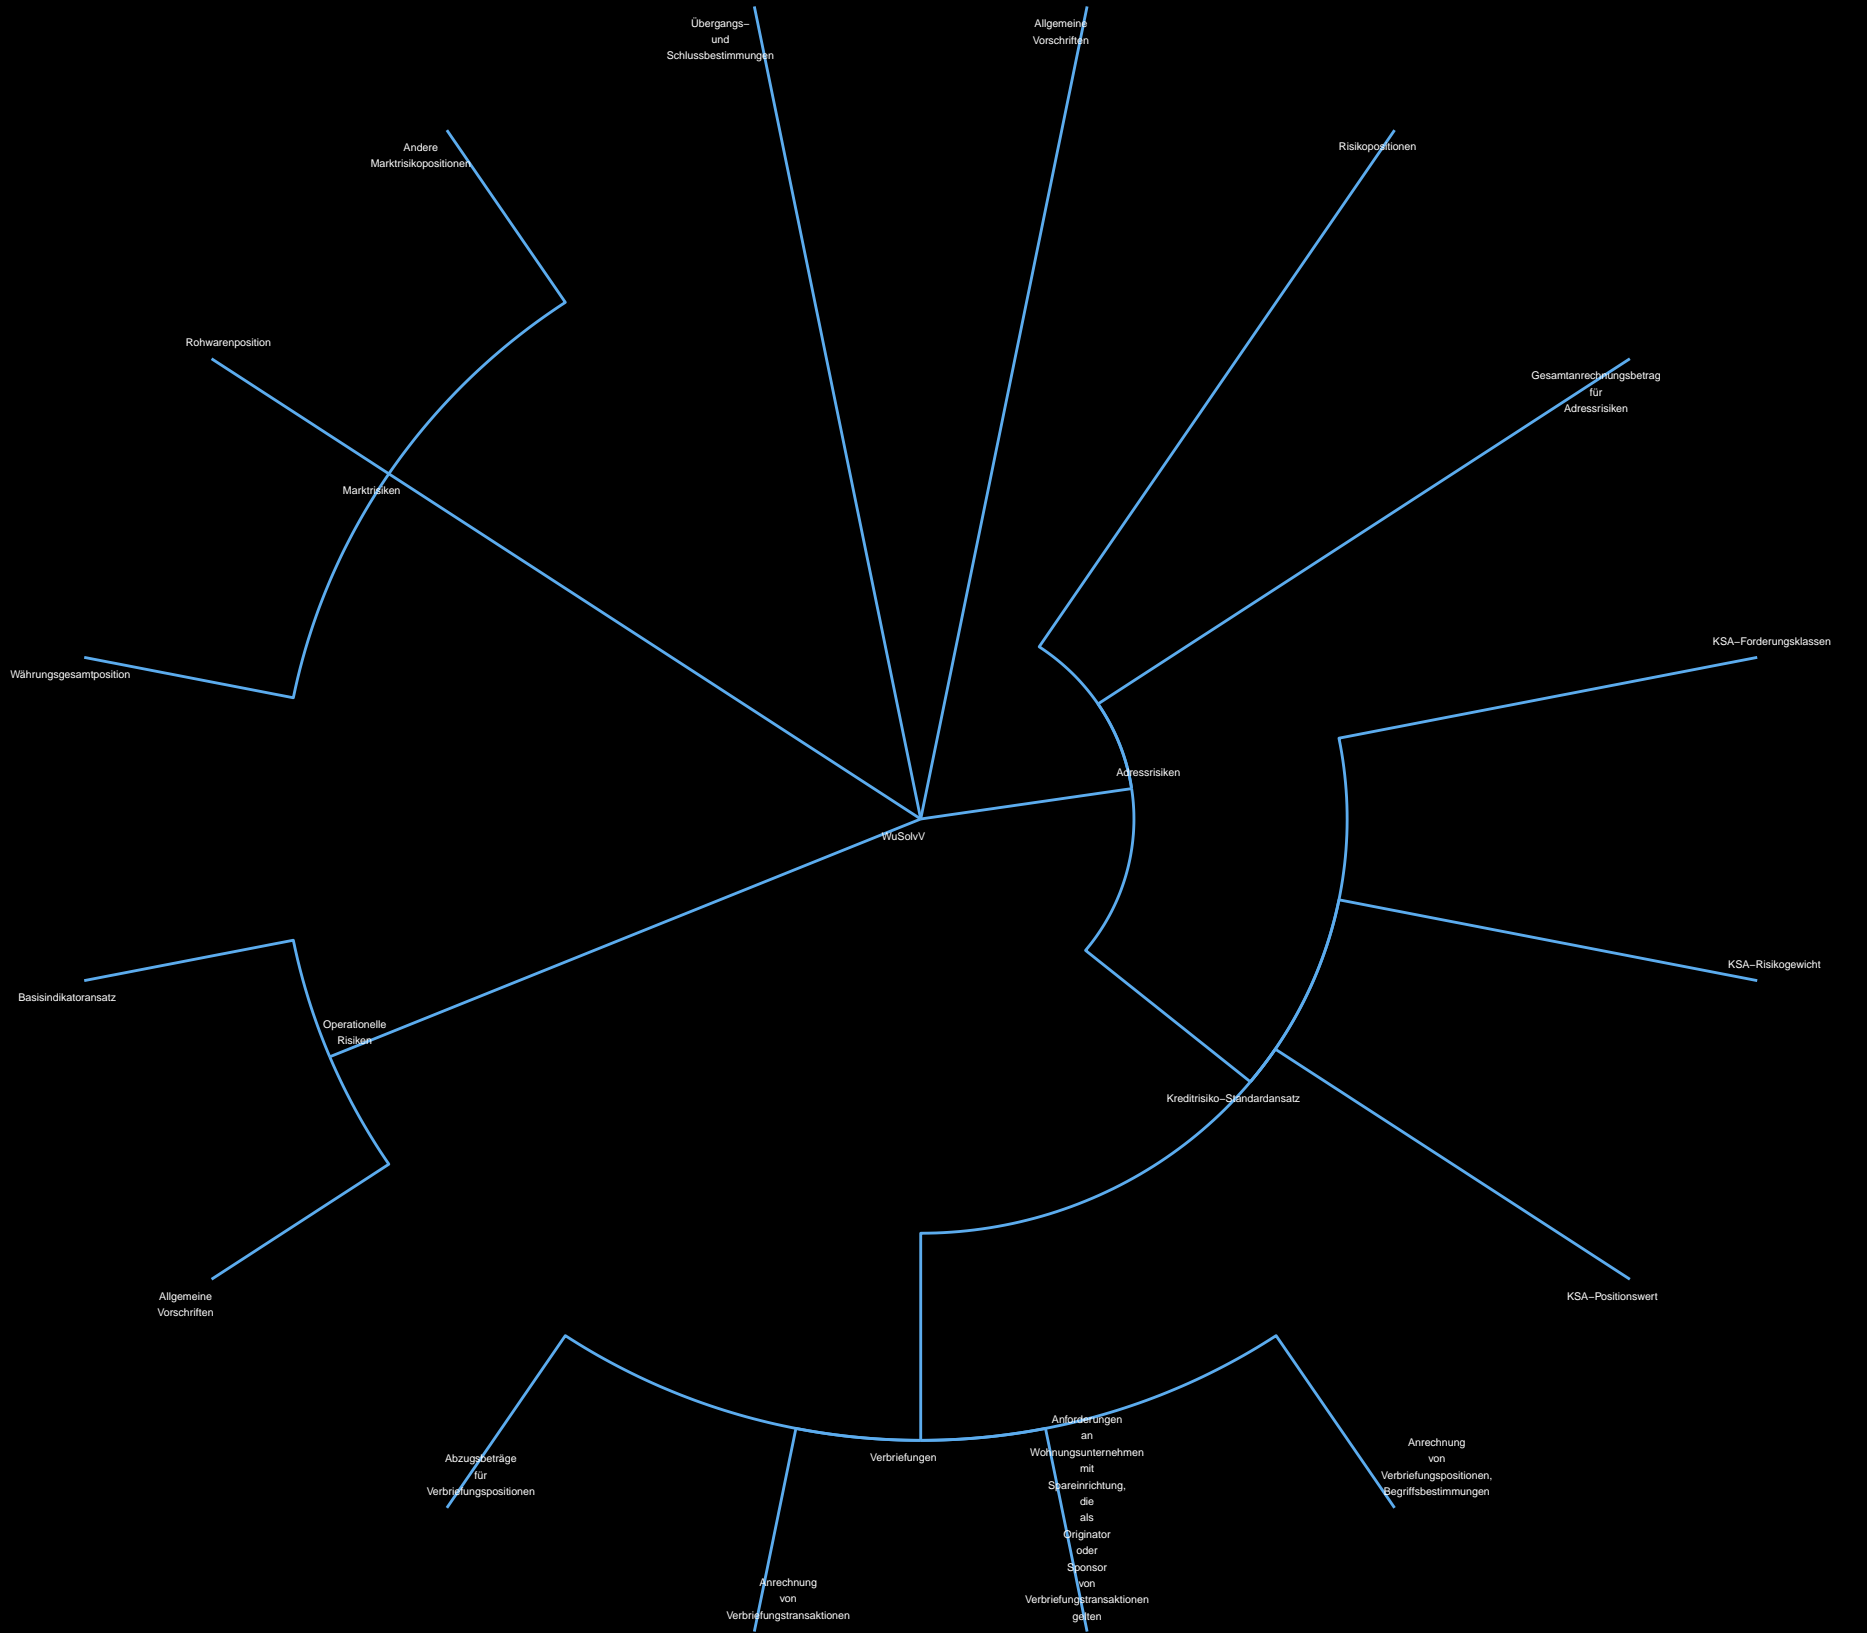 Übergangs–
und
Schlussbestimmungen
Allgemeine
Vorschriften
Andere
Marktrisikopositionen
Risikopositionen
Rohwarenposition
Gesamtanrechnungsbetrag
für
Adressrisiken
Marktrisiken
KSA–Forderungsklassen
Währungsgesamtposition
Adressrisiken
WuSolvV
KSA–Risikogewicht
Basisindikatoransatz
Operationelle
Risiken
Kreditrisiko–Standardansatz
Allgemeine
Vorschriften
KSA–Positionswert
Abzugsbeträge
für
Verbriefungspositionen
Verbriefungen
Anforderungen
an
Wohnungsunternehmen
mit
Spareinrichtung,
die
als
Originator
oder
Sponsor
von
Verbriefungstransaktionen
gelten
Anrechnung
von
Verbriefungspositionen,
Begriffsbestimmungen
Anrechnung
von
Verbriefungstransaktionen